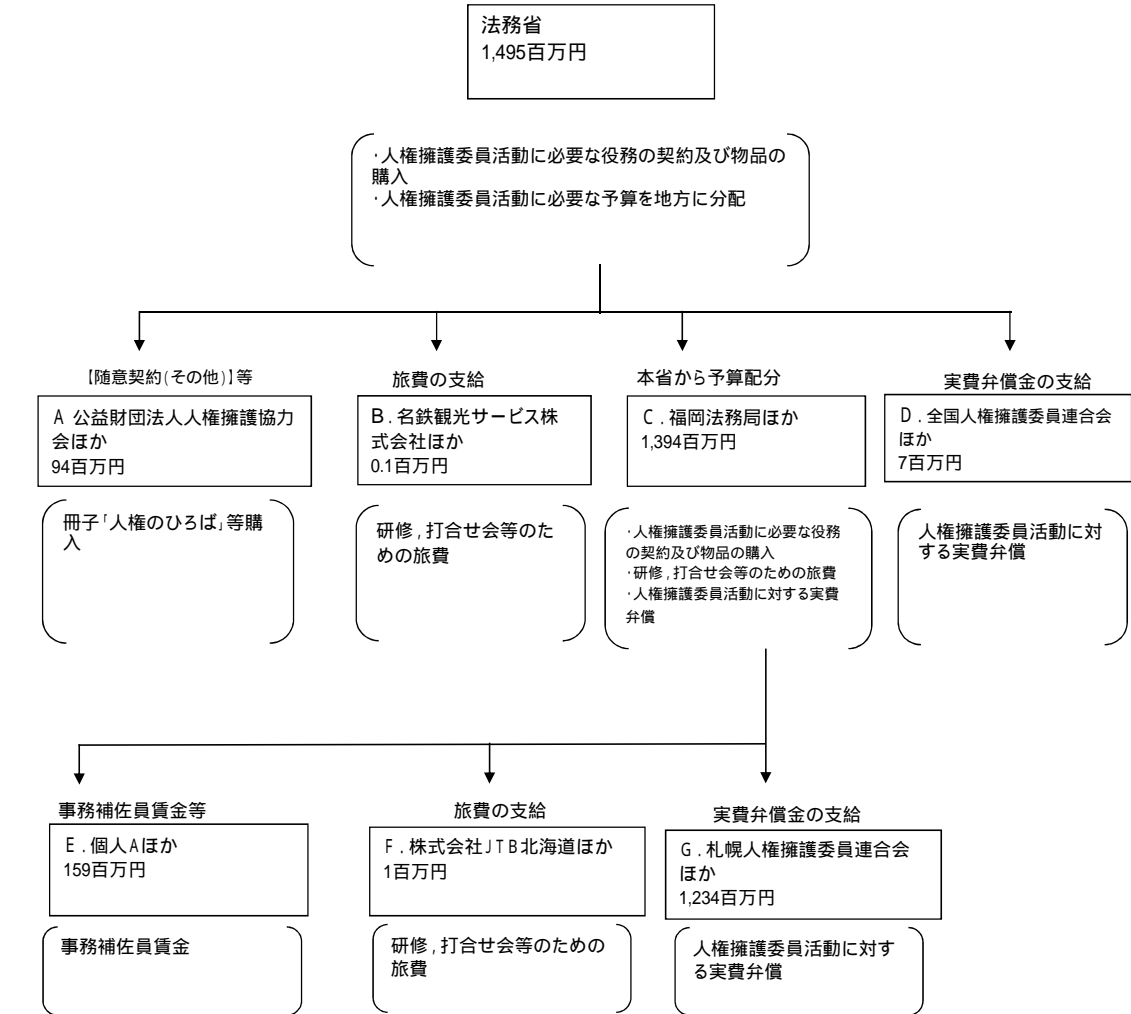 法務省
1,495百万円
・人権擁護委員活動に必要な役務の契約及び物品の
購入
・人権擁護委員活動に必要な予算を地方に分配
【随意契約(その他)】等
A 公益財団法人人権擁護協力
会ほか
94百万円
冊子「人権のひろば」等購
入
旅費の支給
B.名鉄観光サービス株
式会社ほか
0.1百万円
研修,打合せ会等のた
めの旅費
本省から予算配分
C.福岡法務局ほか
1,394百万円
・人権擁護委員活動に必要な役務
の契約及び物品の購入
・研修,打合せ会等のための旅費
・人権擁護委員活動に対する実費
弁償
実費弁償金の支給
D.全国人権擁護委員連合会
ほか
7百万円
人権擁護委員活動に対
する実費弁償
事務補佐員賃金等
E.個人Aほか
159百万円
事務補佐員賃金
旅費の支給
F.株式会社JTB北海道ほか
1百万円
研修,打合せ会等のための
旅費
実費弁償金の支給
G.札幌人権擁護委員連合会
ほか
1,234百万円
人権擁護委員活動に対す
る実費弁償